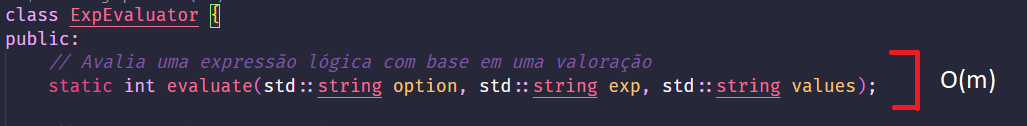 class ExpEvaluator {
public:
// Avalia uma expressão lógica com base em uma valoração
static int evaluate(std::string option, std::string exp, std::string values);
O(m)